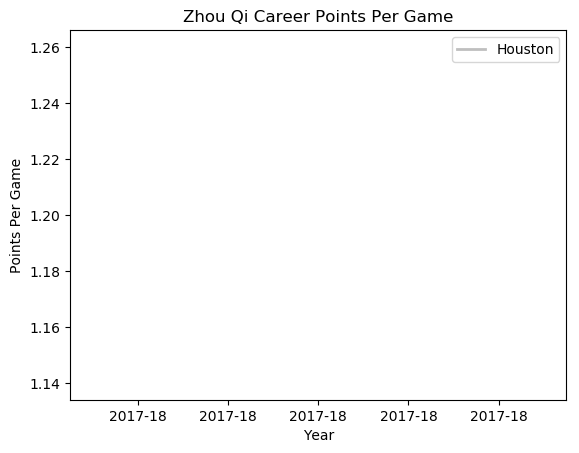 Zhou Qi Career Points Per Game
Houston
Points Per Game
1.26
1.24
1.22
1.20
1.18
1.16
1.14
2017-18 2017-18 2017-18 2017-18 2017-18
Year